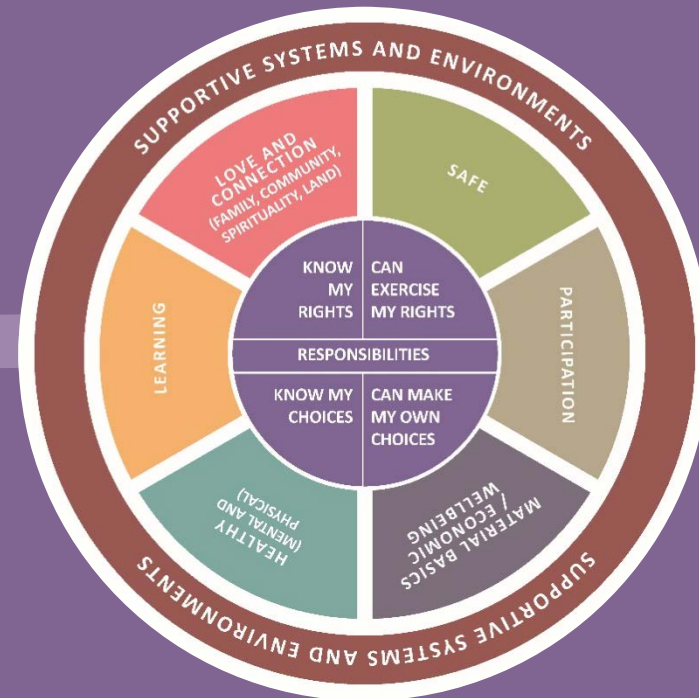 SUPPORTIVE SYSTEMS AND ENVIRONMENTS
LOVE AND
CONNECTION
(FAMILY, COMMUNITY,
SPIRITUALITY, LAND)
SAFE
PARTICIPATION
MATERIAL BASICS
/ ECONOMIC
WELLBEING
HEALTHY
(MENTAL AND
PHYSICAL)
LEARNING
KNOW
MY
RIGHTS
CAN
EXERCISE
MY RIGHTS
RESPONSIBILITIES
KNOW MY
CHOICES
CAN MAKE
MY OWN
CHOICES
SUPPORTIVE SYSTEMS AND ENVIRONMENTS